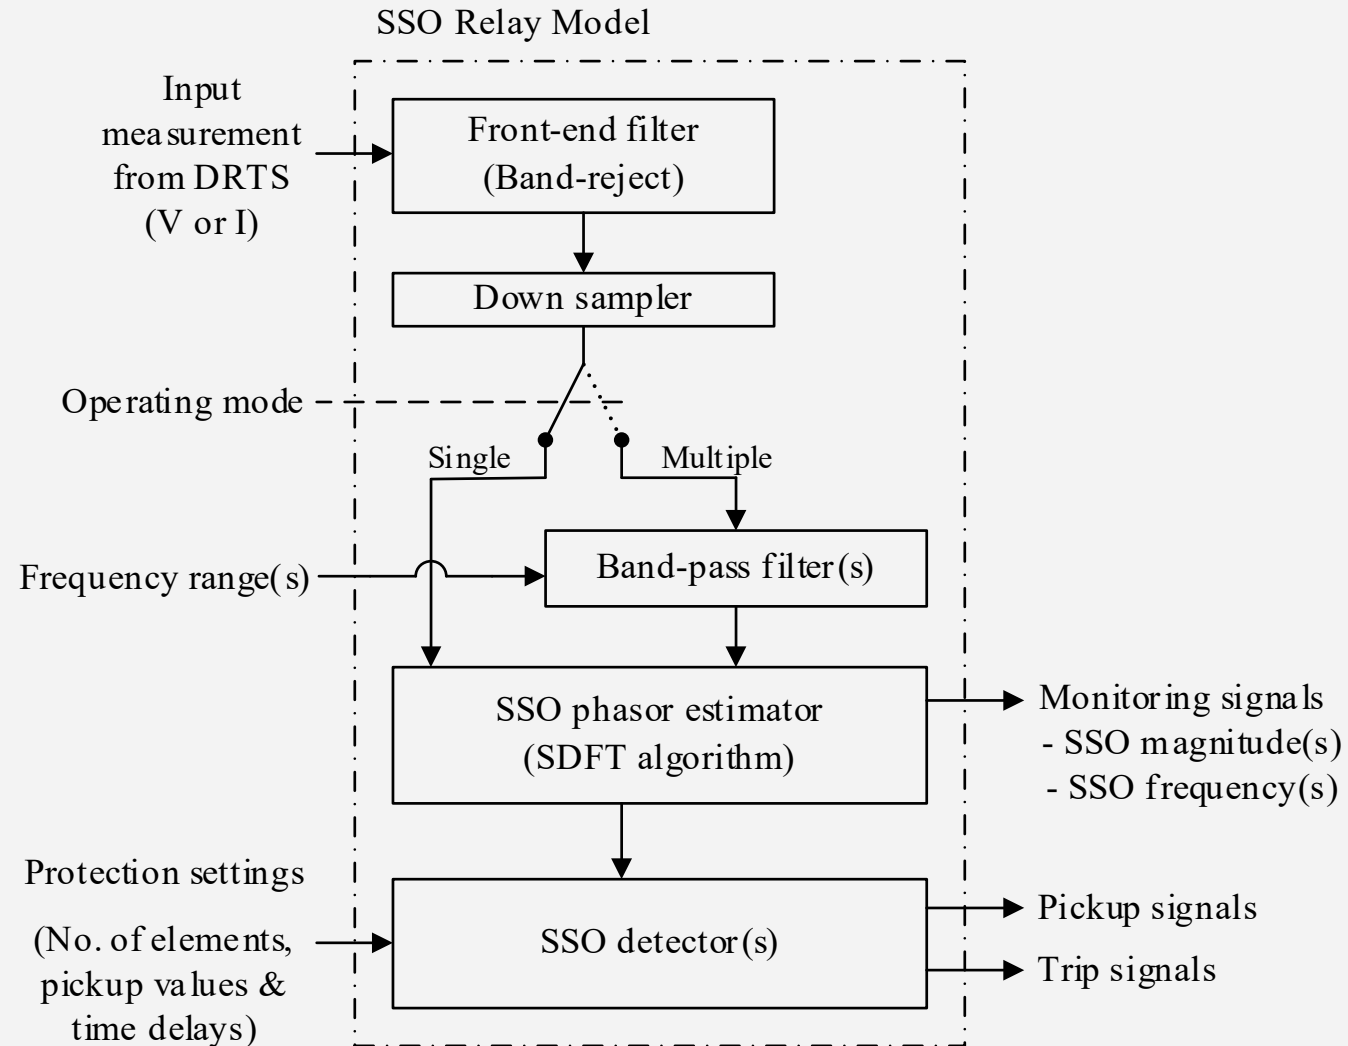 SSO Relay Model
Input
measurement
from DRTS
(V or I)
Front-end filter
(Band-reject)
Down sampler
Operating mode
Single
Multiple
Frequency range(s)
Band-pass filter(s)
SSO phasor estimator
(SDFT algorithm)
Monitoring signals
- SSO magnitude(s)
- SSO frequency(s)
Protection settings
(No. of elements,
pickup values &
time delays)
SSO detector(s)
Pickup signals
Trip signals